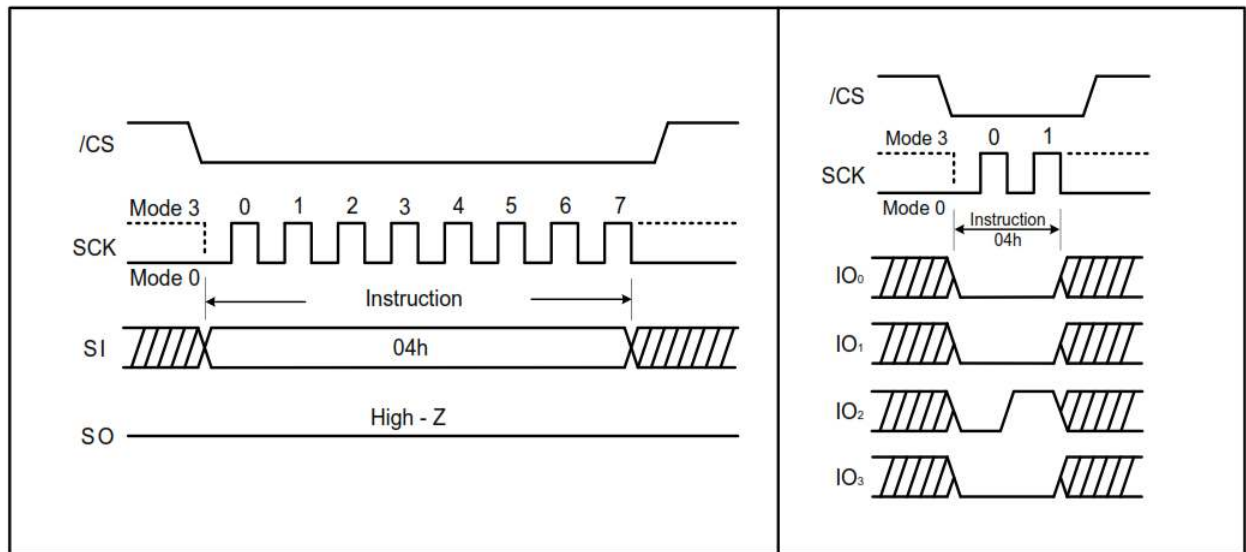 /CS
Mode 3
0 1 2 3 4 5 6 7
SCK
Mode 0
Instruction
SI
04h
High - Z
SO
/CS
Mode 3
0 1
SCK
Mode 0
Instruction
04h
IO₀
IO₁
IO₂
IO₃